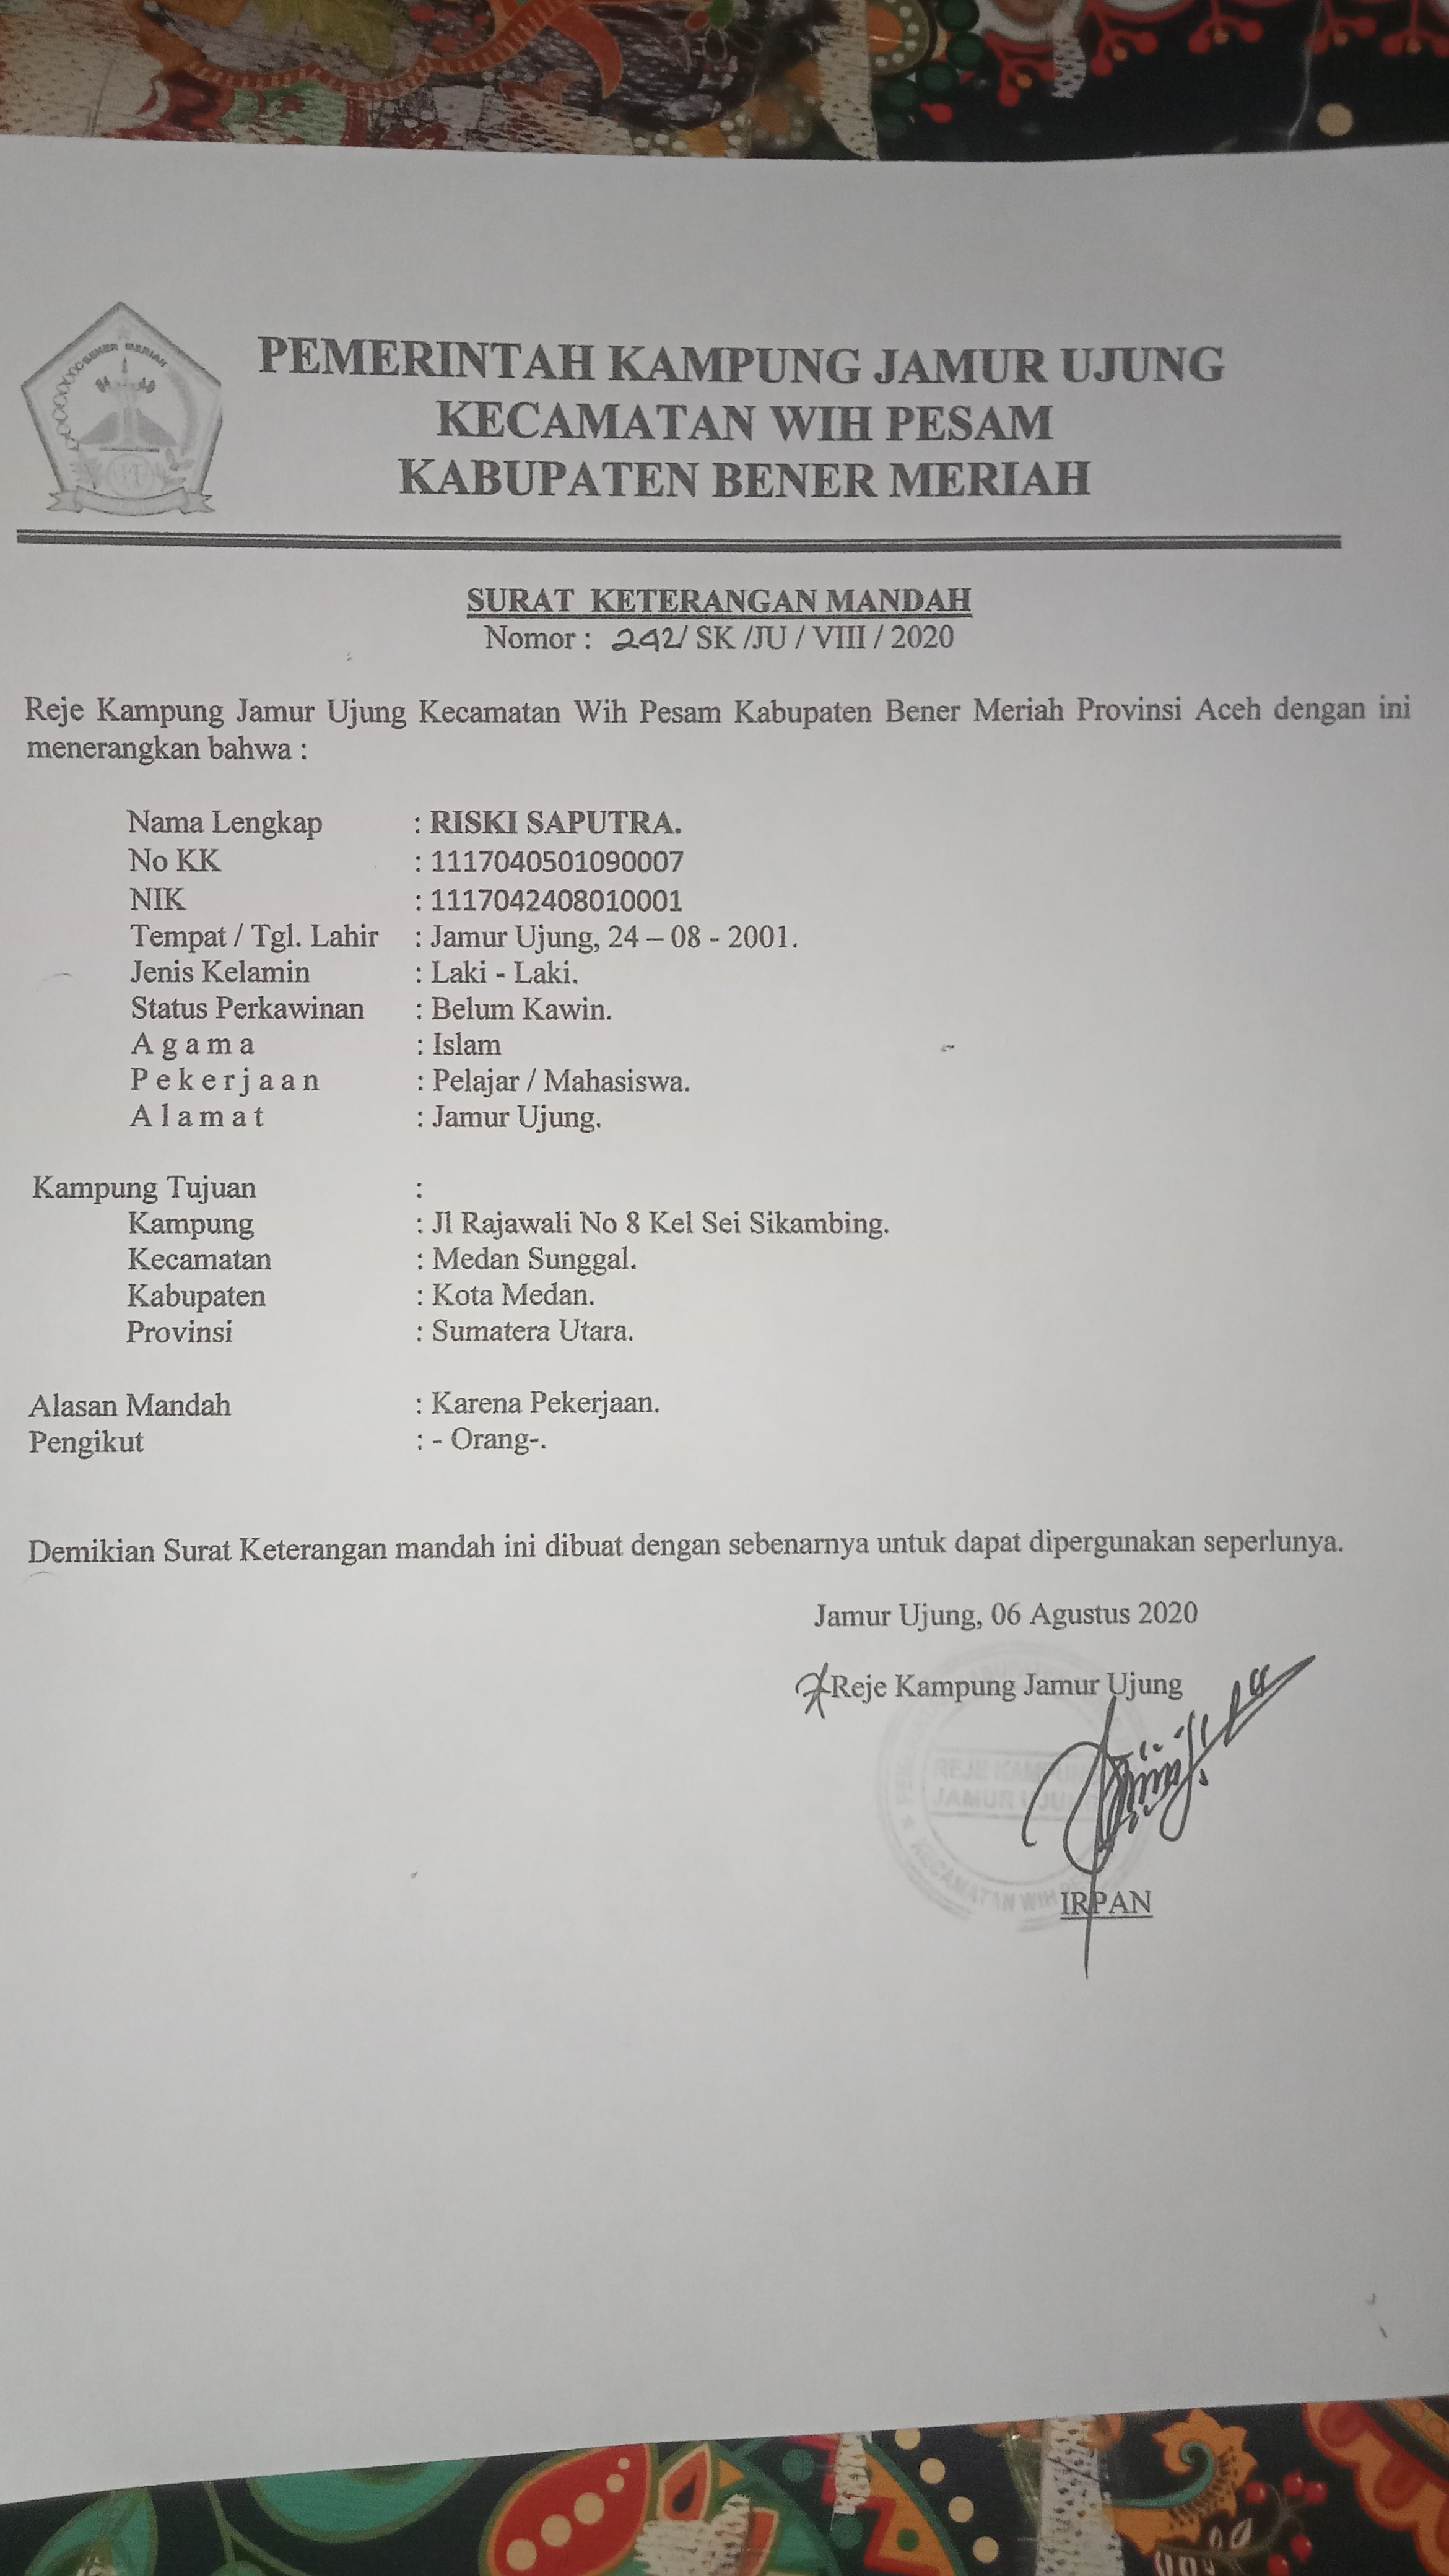 BENER MERIAH
PEMERINTAH KAMPUNG JAMUR UJUNG
KECAMATAN WIH PESAM
KABUPATEN BENER MERIAH
SURAT KETERANGAN MANDAH
Nomor : 242/ SK /JU / VIII / 2020
Reje Kampung Jamur Ujung Kecamatan Wih Pesam Kabupaten Bener Meriah Provinsi Aceh dengan ini
menerangkan bahwa :
Nama Lengkap : RISKI SAPUTRA.
No KK : 1117040501090007
NIK : 1117042408010001
Tempat / Tgl. Lahir : Jamur Ujung, 24 – 08 - 2001.
Jenis Kelamin : Laki - Laki.
Status Perkawinan : Belum Kawin.
A g a m a : Islam
P e k e r j a a n : Pelajar / Mahasiswa.
A l a m a t : Jamur Ujung.
Kampung Tujuan :
Kampung : Jl Rajawali No 8 Kel Sei Sikambing.
Kecamatan : Medan Sunggal.
Kabupaten : Kota Medan.
Provinsi : Sumatera Utara.
Alasan Mandah : Karena Pekerjaan.
Pengikut : - Orang-.
Demikian Surat Keterangan mandah ini dibuat dengan sebenarnya untuk dapat dipergunakan seperlunya.
Jamur Ujung, 06 Agustus 2020
Reje Kampung Jamur Ujung
REJE KAMPUNG
JAMUR UJUNG
KECAMATAN WIH
IRPAN